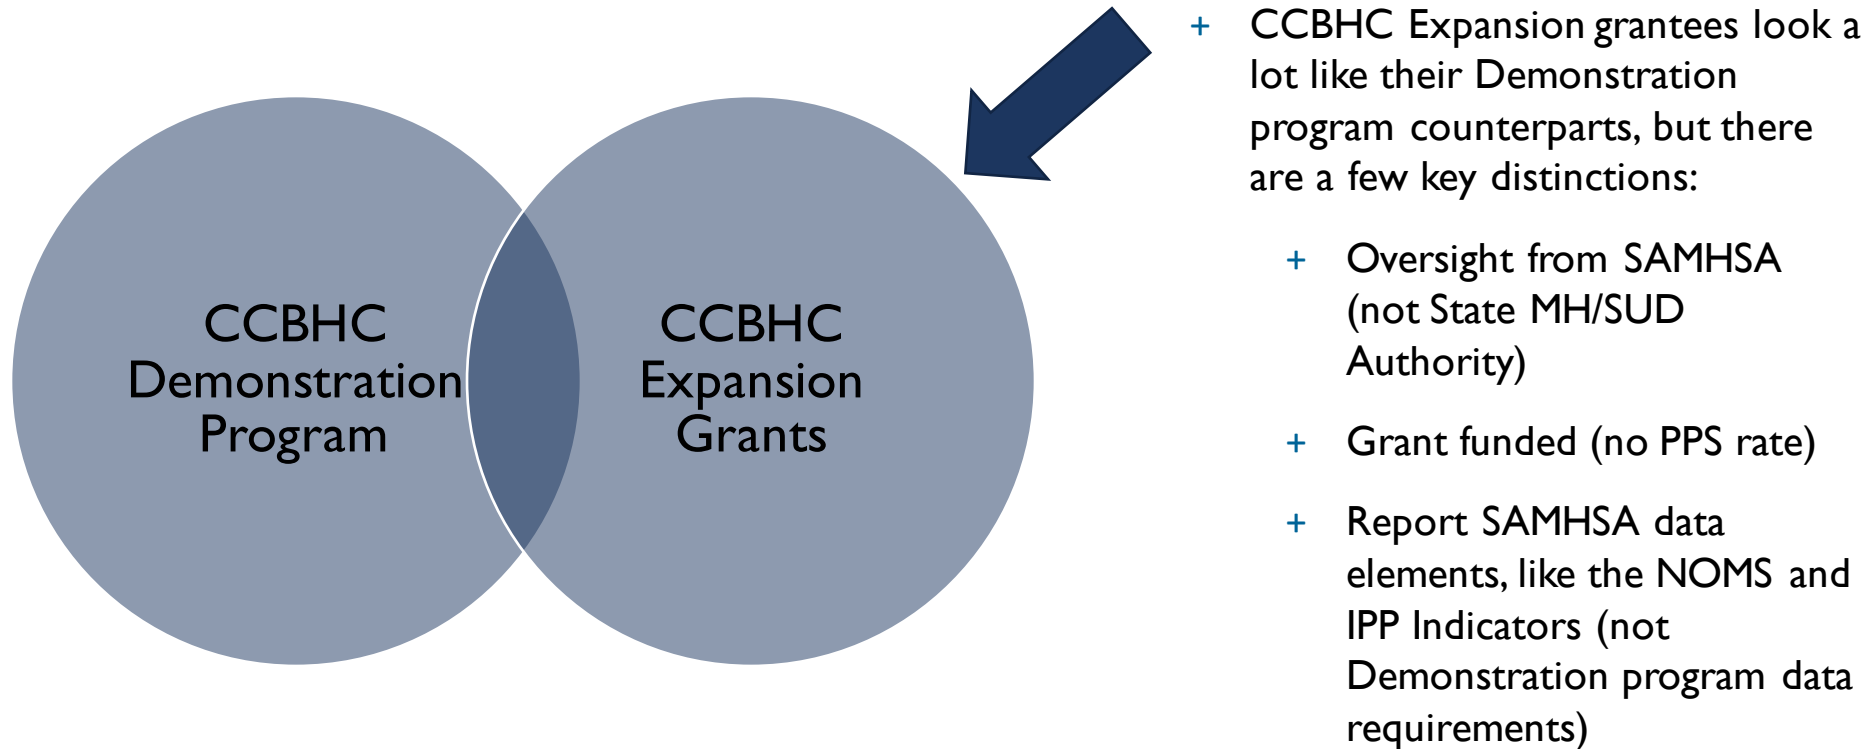 CCBHC
Demonstration
Program
CCBHC
Expansion
Grants
+ CCBHC Expansion grantees look a
lot like their Demonstration
program counterparts, but there
are a few key distinctions:
+ Oversight from SAMHSA
(not State MH/SUD
Authority)
+ Grant funded (no PPS rate)
+ Report SAMHSA data
elements, like the NOMS and
IPP Indicators (not
Demonstration program data
requirements)